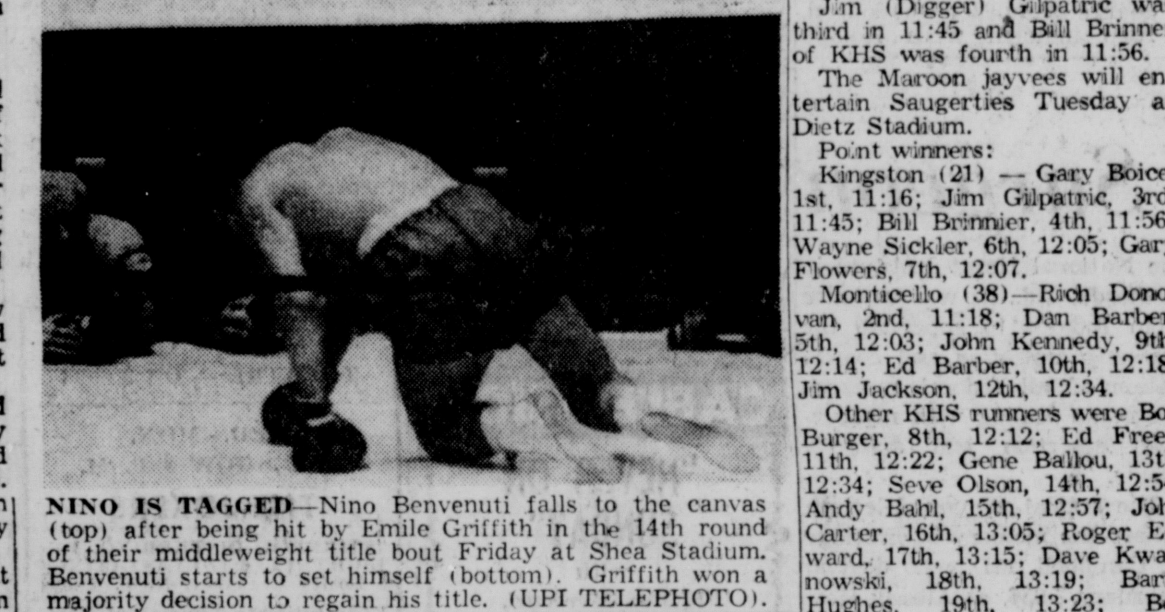 NINO IS TAGGED—Nino Benvenuti falls to the canvas
(top) after being hit by Emile Griffith in the 14th round
of their middleweight title bout Friday at Shea Stadium.
Benvenuti starts to set himself (bottom). Griffith won a
majority decision to regain his title. (UPI TELEPHOTO).
Jim (Digger) Gilpatric wa
third in 11:45 and Bill Brinne
of KHS was fourth in 11:56.
The Maroon jayvees will en
tertain Saugerties Tuesday a
Dietz Stadium.
Point winners:
Kingston (21) — Gary Boice
1st, 11:16; Jim Gilpatric, 3rd
11:45; Bill Brinnier, 4th, 11:56
Wayne Sickler, 6th, 12:05; Gar
Flowers, 7th, 12:07.
Monticello (38)—Rich Dono
van, 2nd, 11:18; Dan Barber
5th, 12:03; John Kennedy, 9th
12:14; Ed Barber, 10th, 12:18
Jim Jackson, 12th, 12:34.
Other KHS runners were Bo
Burger, 8th, 12:12; Ed Free
11th, 12:22; Gene Ballou, 13t
12:34; Seve Olson, 14th, 12:5
Andy Bahl, 15th, 12:57; Joh
Carter, 16th, 13:05; Roger E
ward, 17th, 13:15; Dave Kwa
nowski, 18th, 13:19; Bar
Hughes, 19th, 13:23; B